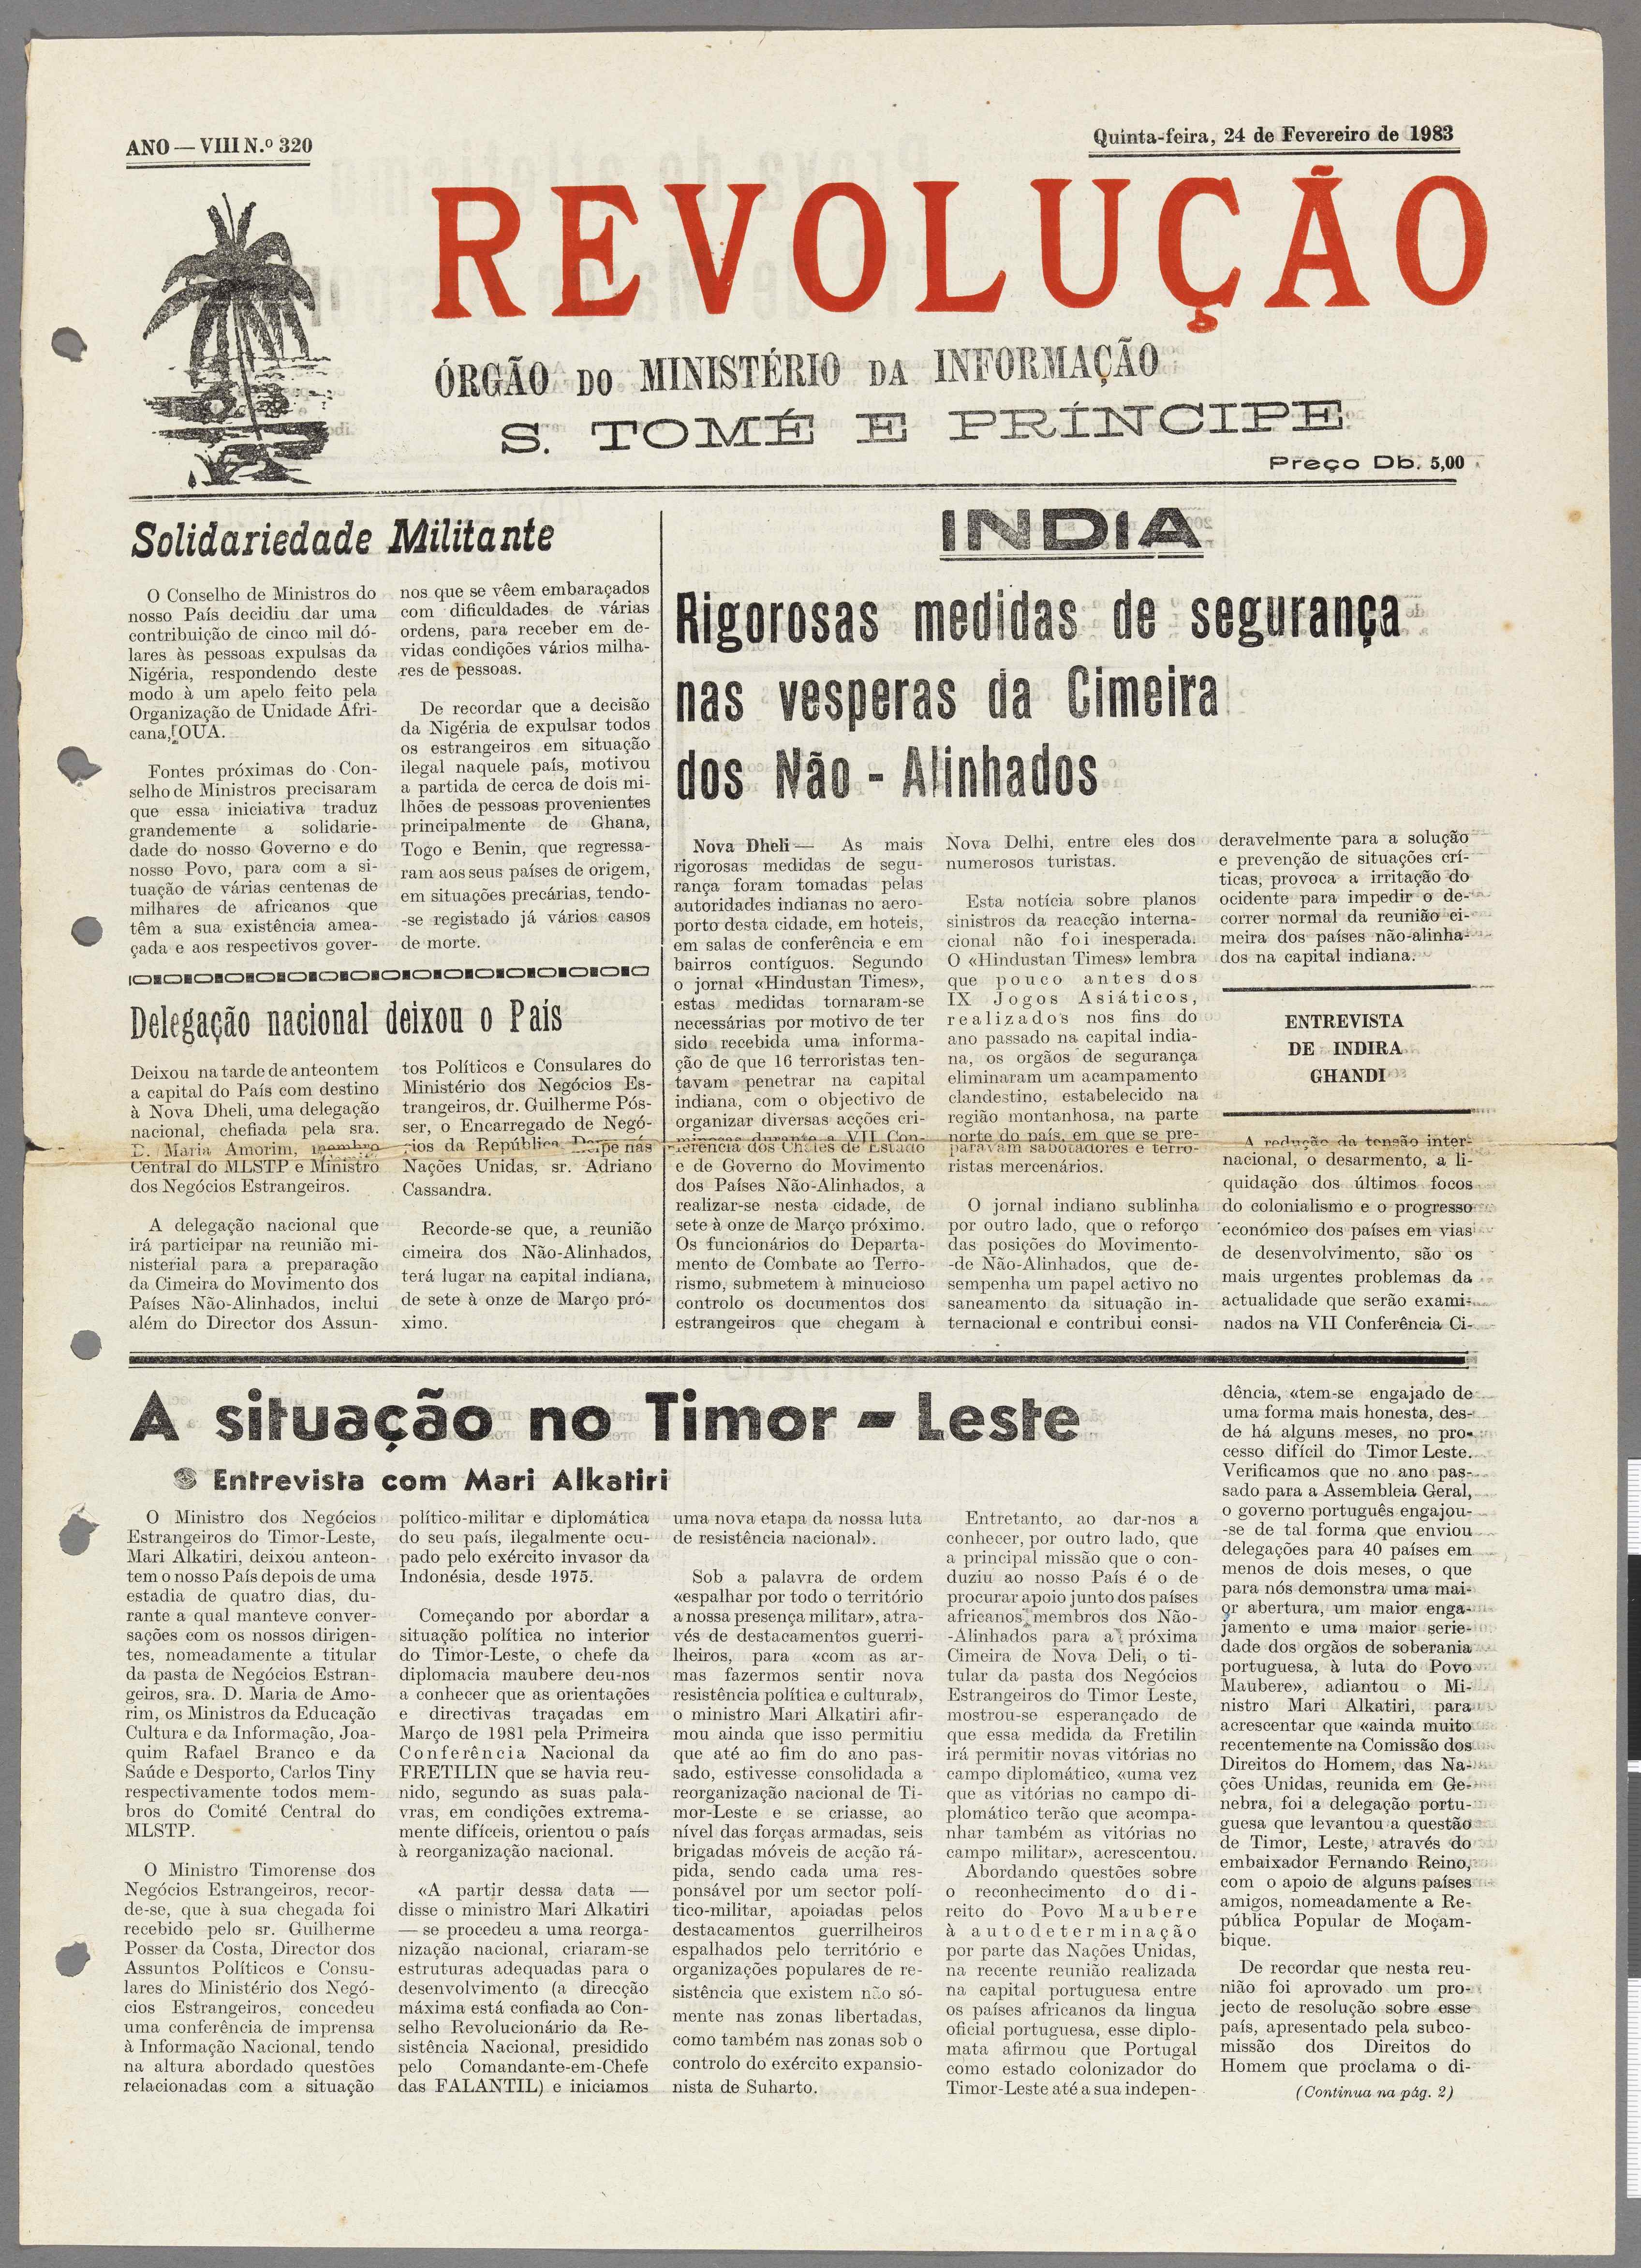 ANO — VIII N.º 320
Quinta-feira, 24 de Fevereiro de 1983
REVOLUÇÃO
ÓRGÃO DO MINISTÉRIO DA INFORMAÇÃO
S. TOMÉ E PRÍNCIPE
Preço Db. 5,00
Solidariedade Militante
O Conselho de Ministros do
nosso País decidiu dar uma
contribuição de cinco mil dó-
lares às pessoas expulsas da
Nigéria, respondendo deste
modo à um apelo feito pela
Organização de Unidade Afri-
cana, OUA.
Fontes próximas do Con-
selho de Ministros precisaram
que essa iniciativa traduz
grandemente a solidarie-
dade do nosso Governo e do
nosso Povo, para com a si-
tuação de várias centenas de
milhares de africanos que
têm a sua existência amea-
çada e aos respectivos gover-
nos que se vêem embaraçados
com dificuldades de várias
ordens, para receber em de-
vidas condições vários milha-
res de pessoas.
De recordar que a decisão
da Nigéria de expulsar todos
os estrangeiros em situação
ilegal naquele país, motivou
a partida de cerca de dois mi-
lhões de pessoas provenientes
principalmente de Ghana,
Togo e Benin, que regressa-
ram aos seus países de origem,
em situações precárias, tendo-
-se registado já vários casos
de morte.
Delegação nacional deixou o País
Deixou na tarde de anteontem
a capital do País com destino
à Nova Dheli, uma delegação
nacional, chefiada pela sra.
D. Maria Amorim, membro
Central do MLSTP e Ministro
dos Negócios Estrangeiros.
A delegação nacional que
irá participar na reunião mi-
nisterial para a preparação
da Cimeira do Movimento dos
Países Não-Alinhados, inclui
além do Director dos Assun-
tos Políticos e Consulares do
Ministério dos Negócios Es-
trangeiros, dr. Guilherme Pós-
ser, o Encarregado de Negó-
cios da República nas
Nações Unidas, sr. Adriano
Cassandra.
Recorde-se que, a reunião
cimeira dos Não-Alinhados,
terá lugar na capital indiana,
de sete à onze de Março pró-
ximo.
INDIA
Rigorosas medidas de segurança
nas vesperas da Cimeira
dos Não - Alinhados
Nova Dheli — As mais
rigorosas medidas de segu-
rança foram tomadas pelas
autoridades indianas no aero-
porto desta cidade, em hoteis,
em salas de conferência e em
bairros contíguos. Segundo
o jornal «Hindustan Times»,
estas medidas tornaram-se
necessárias por motivo de ter
sido recebida uma informa-
ção de que 16 terroristas ten-
tavam penetrar na capital
indiana, com o objectivo de
organizar diversas acções cri-
minosas durante a VII Con-
ferência dos Chefes de Estado
e de Governo do Movimento
dos Países Não-Alinhados, a
realizar-se nesta cidade, de
sete à onze de Março próximo.
Os funcionários do Departa-
mento de Combate ao Terro-
rismo, submetem à minucioso
controlo os documentos dos
estrangeiros que chegam à
Nova Delhi, entre eles dos
numerosos turistas.
Esta notícia sobre planos
sinistros da reacção interna-
cional não foi inesperada.
O «Hindustan Times» lembra
que pouco antes dos
IX Jogos Asiáticos,
realizados nos fins do
ano passado na capital india-
na, os orgãos de segurança
eliminaram um acampamento
clandestino, estabelecido na
região montanhosa, na parte
norte do país, em que se pre-
paravam sabotadores e terro-
ristas mercenários.
O jornal indiano sublinha
por outro lado, que o reforço
das posições do Movimento-
-de Não-Alinhados, que de-
sempenha um papel activo no
saneamento da situação in-
ternacional e contribui consi-
deravelmente para a solução
e prevenção de situações crí-
ticas, provoca a irritação do
ocidente para impedir o de-
correr normal da reunião ci-
meira dos países não-alinha-
dos na capital indiana.
ENTREVISTA
DE INDIRA
GHANDI
A redução da tensão inter-
nacional, o desarmento, a li-
quidação dos últimos focos
do colonialismo e o progresso
económico dos países em vias
de desenvolvimento, são os
mais urgentes problemas da
actualidade que serão exami-
nados na VII Conferência Ci-
A situação no Timor - Leste
Entrevista com Mari Alkatiri
O Ministro dos Negócios
Estrangeiros do Timor-Leste,
Mari Alkatiri, deixou anteon-
tem o nosso País depois de uma
estadia de quatro dias, du-
rante a qual manteve conver-
sações com os nossos dirigen-
tes, nomeadamente a titular
da pasta de Negócios Estran-
geiros, sra. D. Maria de Amo-
rim, os Ministros da Educação
Cultura e da Informação, Joa-
quim Rafael Branco e da
Saúde e Desporto, Carlos Tiny
respectivamente todos mem-
bros do Comité Central do
MLSTP.
O Ministro Timorense dos
Negócios Estrangeiros, recor-
de-se, que à sua chegada foi
recebido pelo sr. Guilherme
Posser da Costa, Director dos
Assuntos Políticos e Consu-
lares do Ministério dos Negó-
cios Estrangeiros, concedeu
uma conferência de imprensa
à Informação Nacional, tendo
na altura abordado questões
relacionadas com a situação
político-militar e diplomática
do seu país, ilegalmente ocu-
pado pelo exército invasor da
Indonésia, desde 1975.
Começando por abordar a
situação política no interior
do Timor-Leste, o chefe da
diplomacia maubere deu-nos
a conhecer que as orientações
e directivas traçadas em
Março de 1981 pela Primeira
Conferência Nacional da
FRETILIN que se havia reu-
nido, segundo as suas pala-
vras, em condições extrema-
mente difíceis, orientou o país
à reorganização nacional.
«A partir dessa data —
disse o ministro Mari Alkatiri
— se procedeu a uma reorga-
nização nacional, criaram-se
estruturas adequadas para o
desenvolvimento (a direcção
máxima está confiada ao Con-
selho Revolucionário da Re-
sistência Nacional, presidido
pelo Comandante-em-Chefe
das FALANTIL) e iniciamos
uma nova etapa da nossa luta
de resistência nacional».
Sob a palavra de ordem
«espalhar por todo o território
a nossa presença militar», atra-
vés de destacamentos guerri-
lheiros, para «com as ar-
mas fazermos sentir nova
resistência política e cultural»,
o ministro Mari Alkatiri afir-
mou ainda que isso permitiu
que até ao fim do ano pas-
sado, estivesse consolidada a
reorganização nacional de Ti-
mor-Leste e se criasse, ao
nível das forças armadas, seis
brigadas móveis de acção rá-
pida, sendo cada uma res-
ponsável por um sector polí-
tico-militar, apoiadas pelos
destacamentos guerrilheiros
espalhados pelo território e
organizações populares de re-
sistência que existem não só-
mente nas zonas libertadas,
como também nas zonas sob o
controlo do exército expansio-
nista de Suharto.
Entretanto, ao dar-nos a
conhecer, por outro lado, que
a principal missão que o con-
duziu ao nosso País é o de
procurar apoio junto dos países
africanos membros dos Não-
-Alinhados para a próxima
Cimeira de Nova Deli, o ti-
tular da pasta dos Negócios
Estrangeiros do Timor Leste,
mostrou-se esperançado de
que essa medida da Fretilin
irá permitir novas vitórias no
campo diplomático, «uma vez
que as vitórias no campo di-
plomático terão que acompa-
nhar também as vitórias no
campo militar», acrescentou.
Abordando questões sobre
o reconhecimento do di-
reito do Povo Maubere
à autodeterminação
por parte das Nações Unidas,
na recente reunião realizada
na capital portuguesa entre
os países africanos da lingua
oficial portuguesa, esse diplo-
mata afirmou que Portugal
como estado colonizador do
Timor-Leste até a sua indepen-
dência, «tem-se engajado de
uma forma mais honesta, des-
de há alguns meses, no pro-
cesso difícil do Timor Leste.
Verificamos que no ano pas-
sado para a Assembleia Geral,
o governo português engajou-
-se de tal forma que enviou
delegações para 40 países em
menos de dois meses, o que
para nós demonstra uma mai-
or abertura, um maior enga-
jamento e uma maior serie-
dade dos orgãos de soberania
portuguesa, à luta do Povo
Maubere», adiantou o Mi-
nistro Mari Alkatiri, para
acrescentar que «ainda muito
recentemente na Comissão dos
Direitos do Homem, das Na-
ções Unidas, reunida em Ge-
nebra, foi a delegação portu-
guesa que levantou a questão
de Timor, Leste, através do
embaixador Fernando Reino,
com o apoio de alguns países
amigos, nomeadamente a Re-
pública Popular de Moçam-
bique.
De recordar que nesta reu-
nião foi aprovado um pro-
jecto de resolução sobre esse
país, apresentado pela subco-
missão dos Direitos do
Homem que proclama o di-
(Continua na pág. 2)